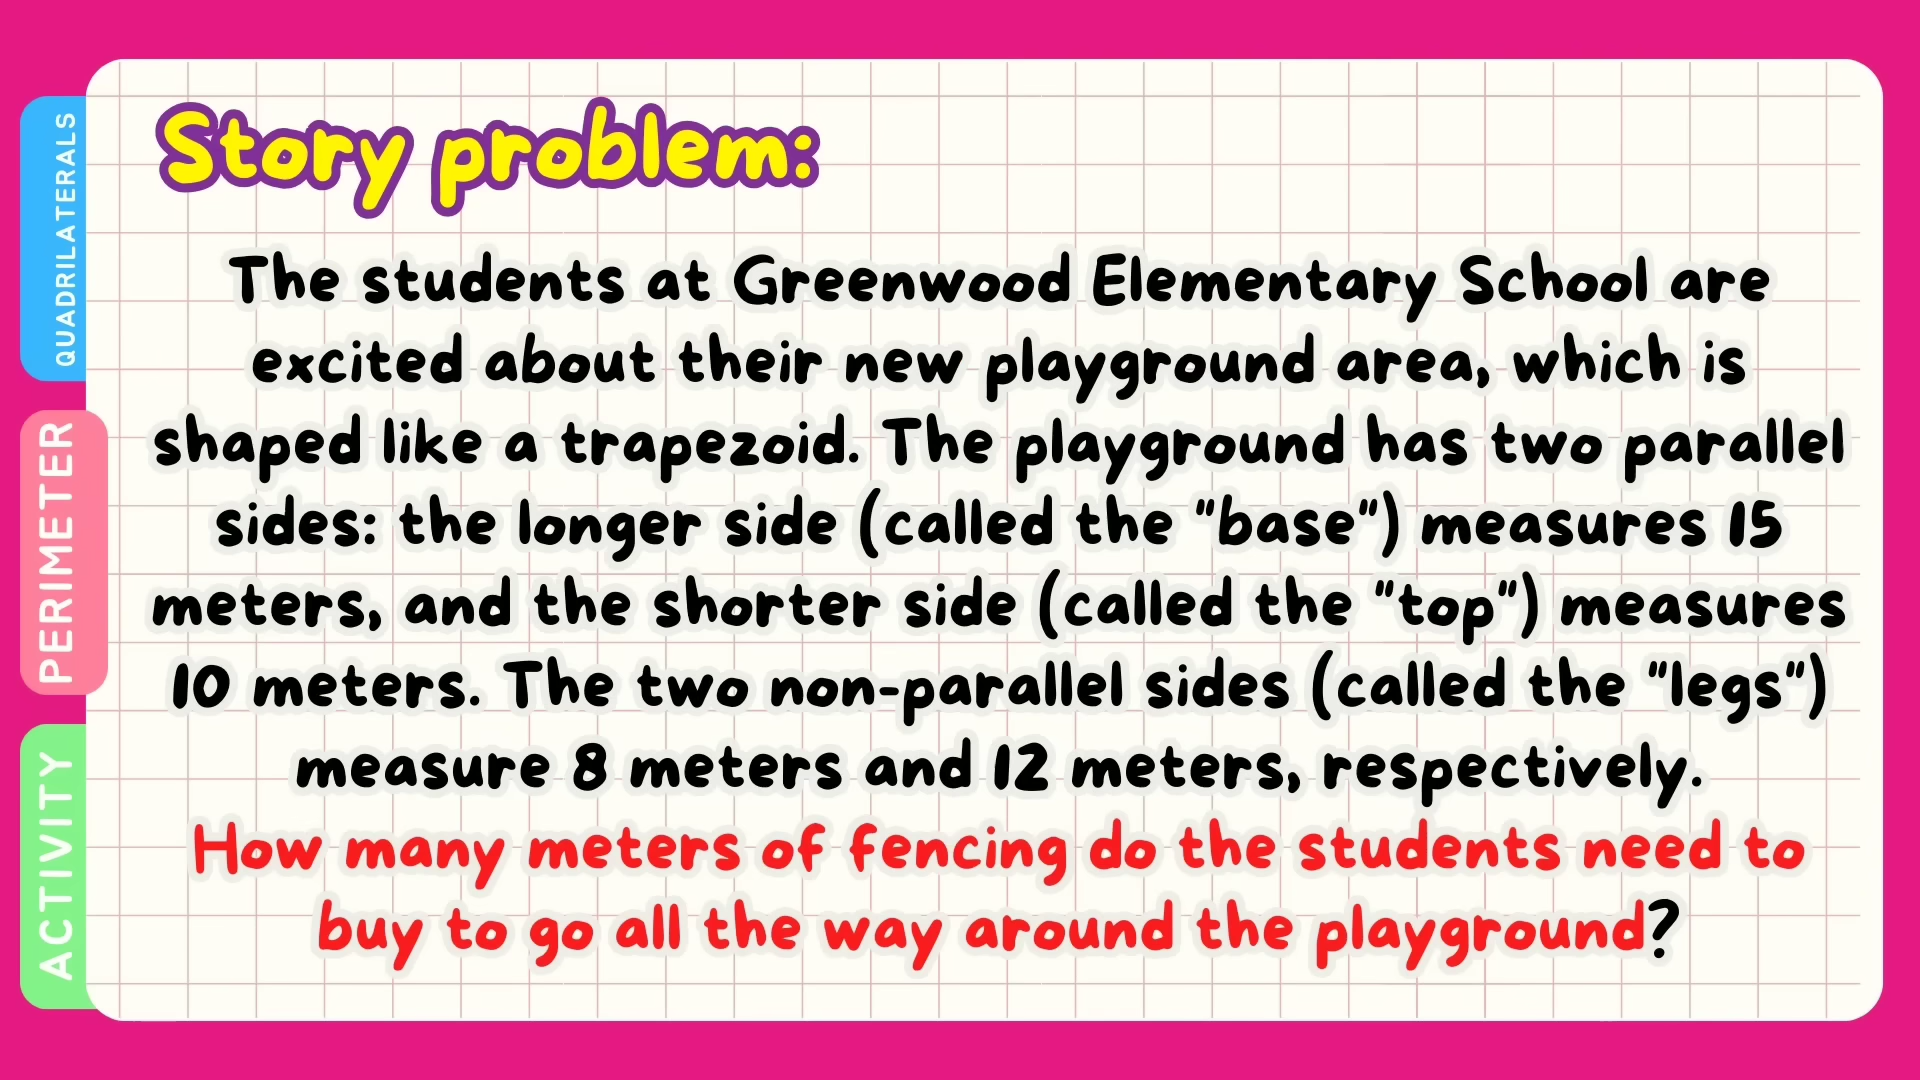 Story problem:
The students at Greenwood Elementary School are
excited about their new playground area, which is
shaped like a trapezoid. The playground has two parallel
sides: the longer side (called the "base") measures 15
meters, and the shorter side (called the "top") measures
10 meters. The two non-parallel sides (called the "legs")
measure 8 meters and 12 meters, respectively.
How many meters of fencing do the students need to
buy to go all the way around the playground?
QUADRILATERALS
PERIMETER
ACTIVITY